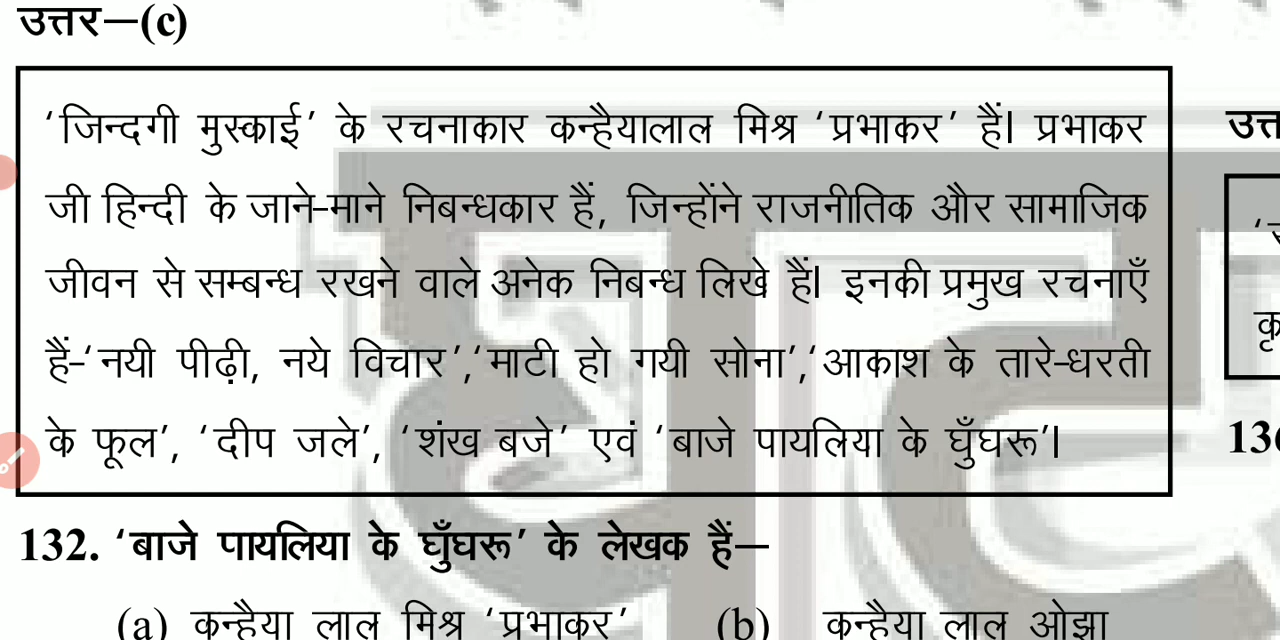 उत्तर—(c)
‘जिन्दगी मुस्काई’ के रचनाकार कन्हैयालाल मिश्र ‘प्रभाकर’ हैं। प्रभाकर
जी हिन्दी के जाने-माने निबन्धकार हैं, जिन्होंने राजनीतिक और सामाजिक
जीवन से सम्बन्ध रखने वाले अनेक निबन्ध लिखे हैं। इनकी प्रमुख रचनाएँ
हैं-‘नयी पीढ़ी, नये विचार’,‘माटी हो गयी सोना’,‘आकाश के तारे-धरती
के फूल’, ‘दीप जले’, ‘शंख बजे’ एवं ‘बाजे पायलिया के घुँघरू’।
132. ‘बाजे पायलिया के घुँघरू’ के लेखक हैं—
(a) कन्हैया लाल मिश्र ‘प्रभाकर’ (b) कन्हैया लाल ओझा